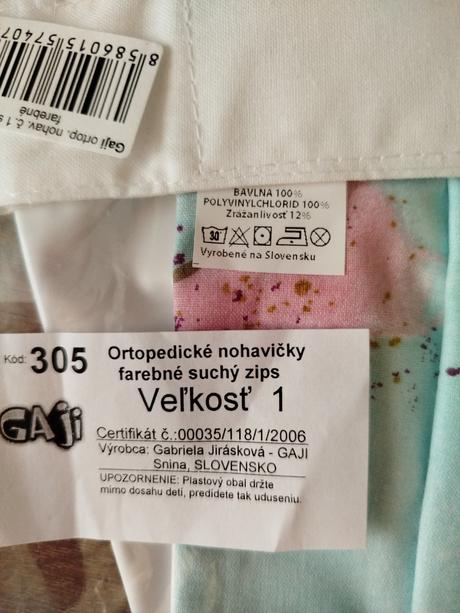 8 586015 57407
Gaji ortop. nohav. č. 1 s
farebné
BAVLNA 100%
POLYVINYLCHLORID 100%
Zrážanlivosť 12%
30
Vyrobené na Slovensku
Kód: 305
Ortopedické nohavičky
farebné suchý zips
Veľkosť 1
GAji
Certifikát č.:00035/118/1/2006
Výrobca: Gabriela Jirásková - GAJI
Snina, SLOVENSKO
UPOZORNENIE: Plastový obal držte
mimo dosahu detí, predídete tak uduseniu.